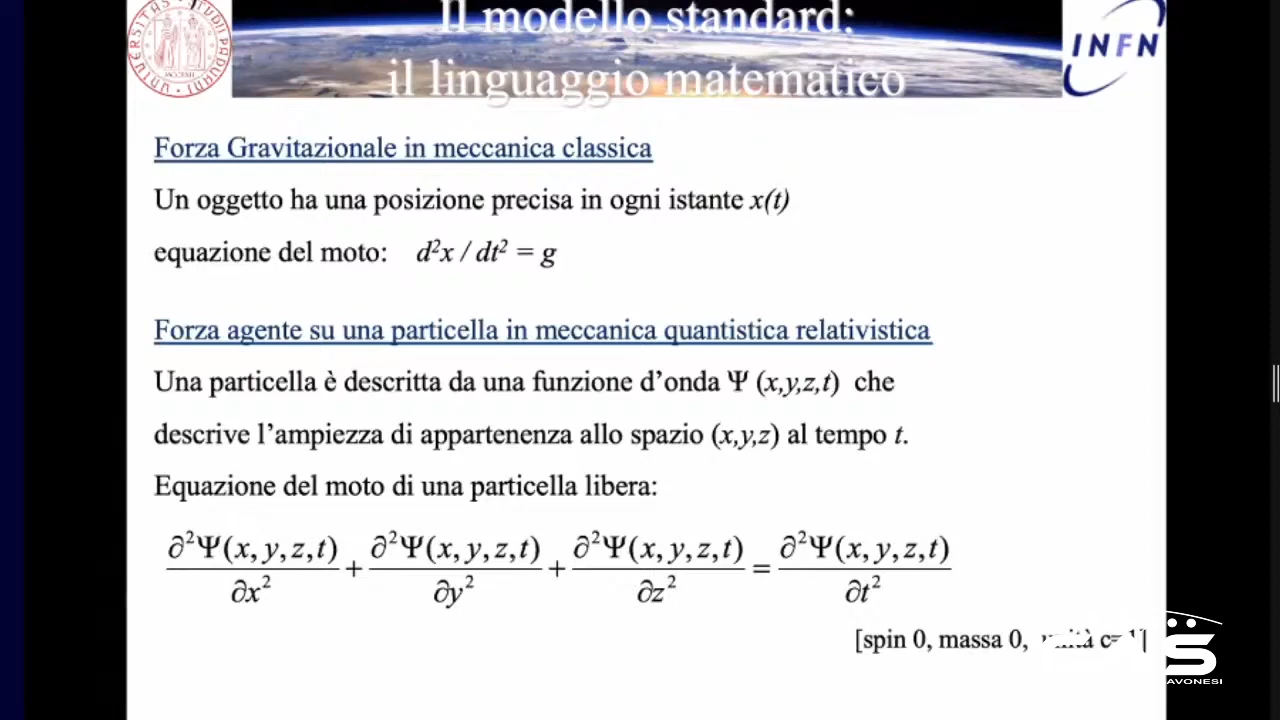 Il modello standard:
il linguaggio matematico
INFN
Forza Gravitazionale in meccanica classica
Un oggetto ha una posizione precisa in ogni istante x(t)
equazione del moto: d²x / dt² = g
Forza agente su una particella in meccanica quantistica relativistica
Una particella è descritta da una funzione d’onda Ψ (x,y,z,t) che
descrive l’ampiezza di appartenenza allo spazio (x,y,z) al tempo t.
Equazione del moto di una particella libera:
∂²Ψ(x, y, z,t)/∂x² + ∂²Ψ(x, y, z,t)/∂y² + ∂²Ψ(x, y, z,t)/∂z² = ∂²Ψ(x, y, z,t)/∂t²
[spin 0, massa 0, unità c=1]
AVONESI